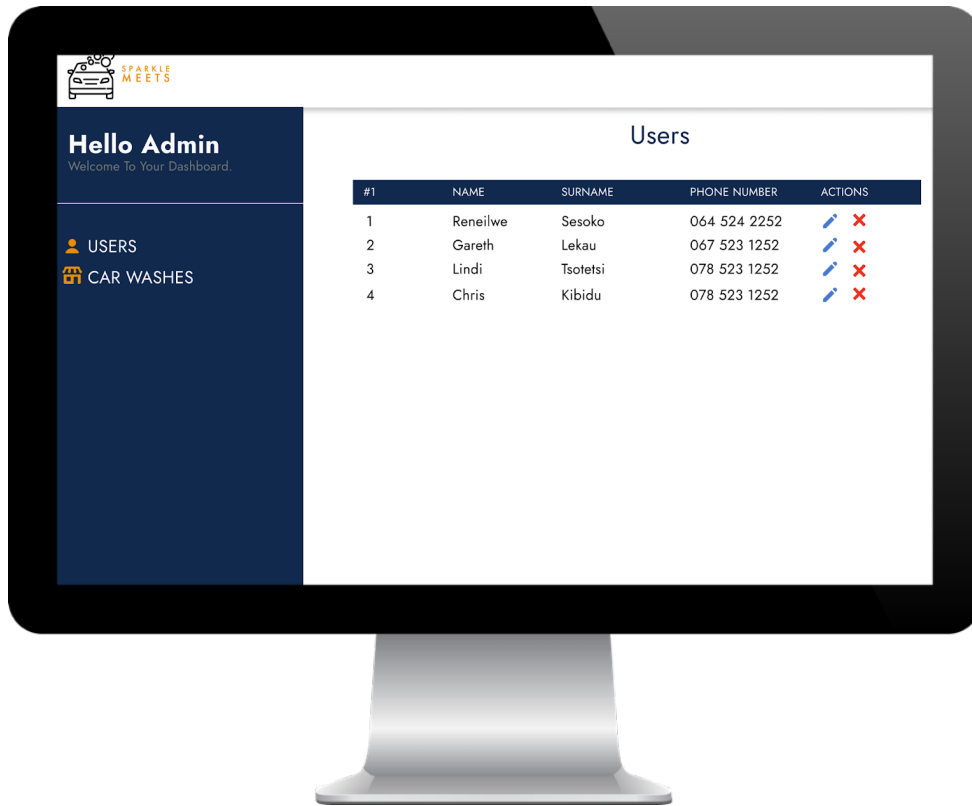 SPARKLE
MEETS
Hello Admin
Welcome To Your Dashboard.
USERS
CAR WASHES
Users
#1 NAME SURNAME PHONE NUMBER ACTIONS
1 Reneilwe Sesoko 064 524 2252
2 Gareth Lekau 067 523 1252
3 Lindi Tsotetsi 078 523 1252
4 Chris Kibidu 078 523 1252